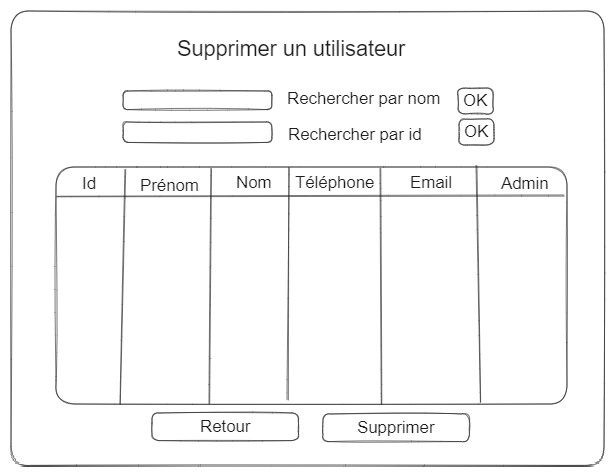 Supprimer un utilisateur
Rechercher par nom OK
Rechercher par id OK
Id Prénom Nom Téléphone Email Admin
Retour Supprimer